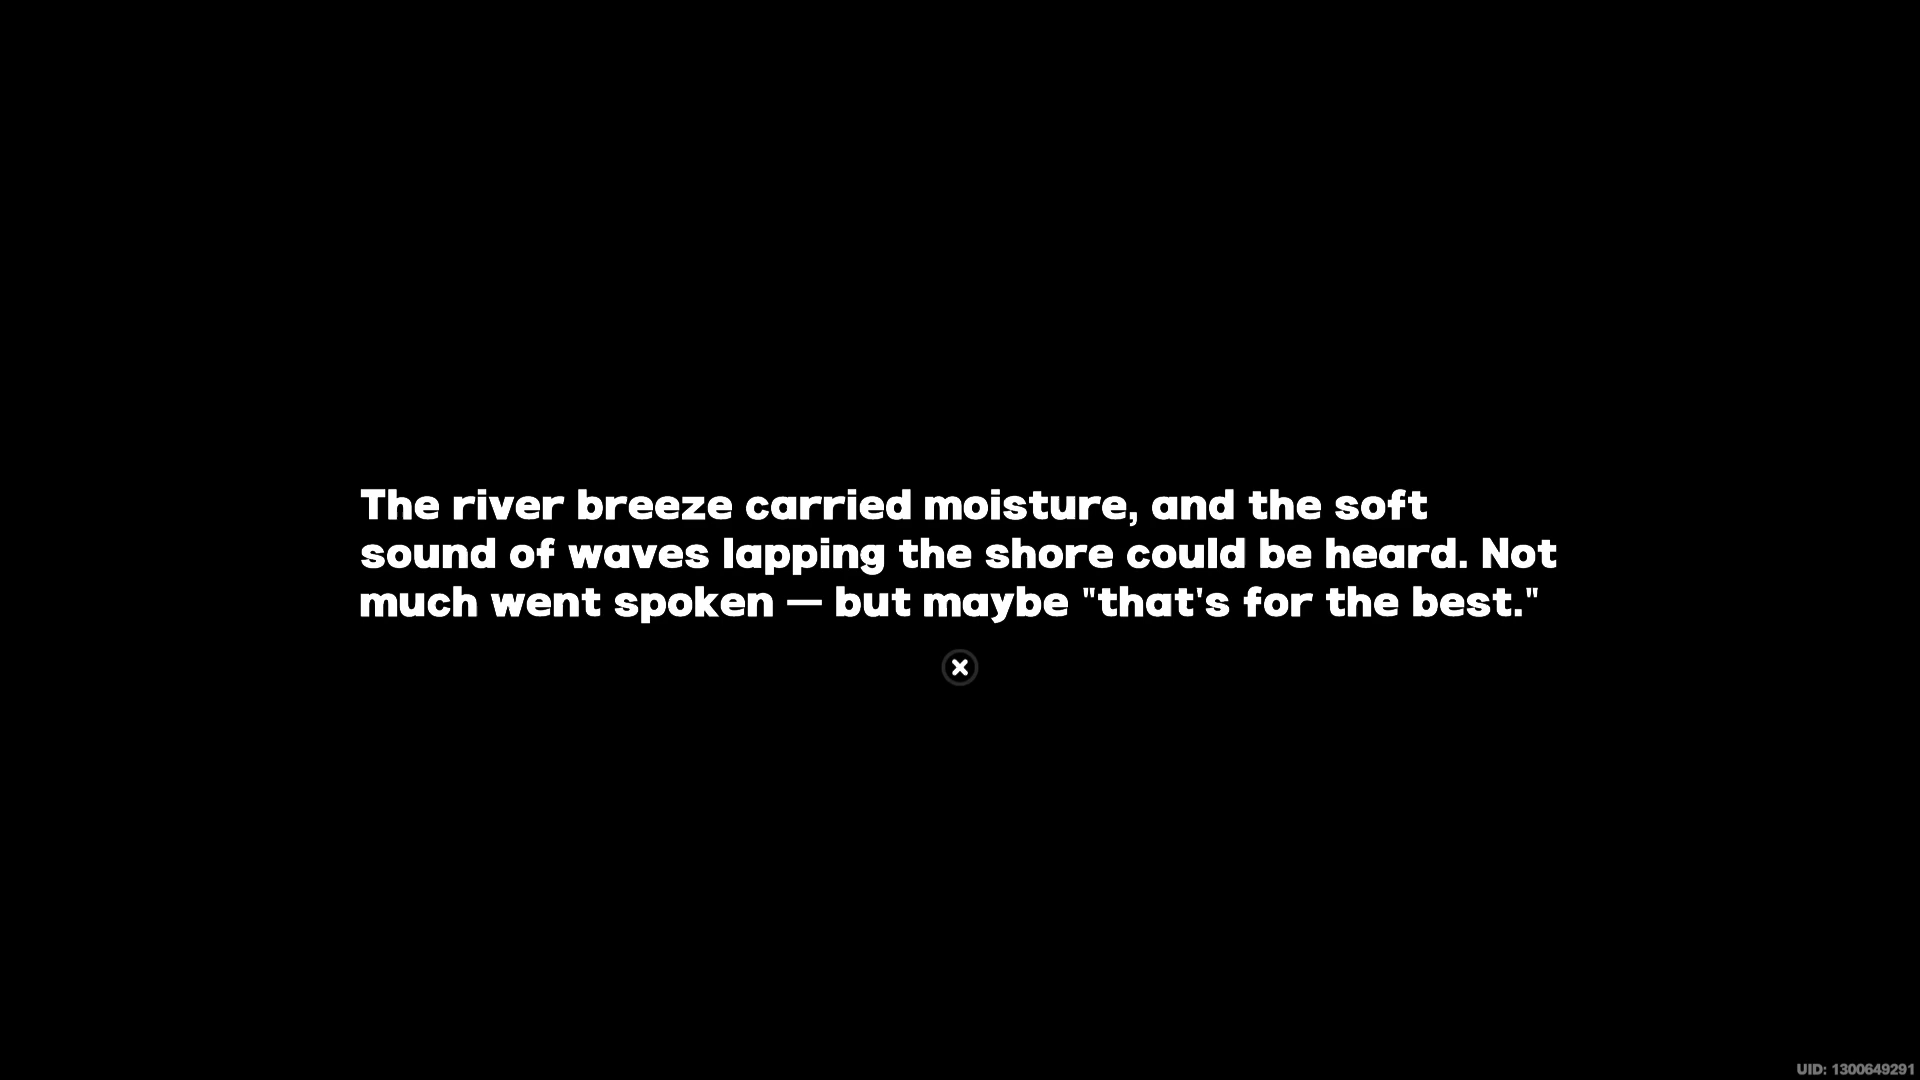 The river breeze carried moisture, and the soft
sound of waves lapping the shore could be heard. Not
much went spoken — but maybe "that's for the best."
UID: 1300649291